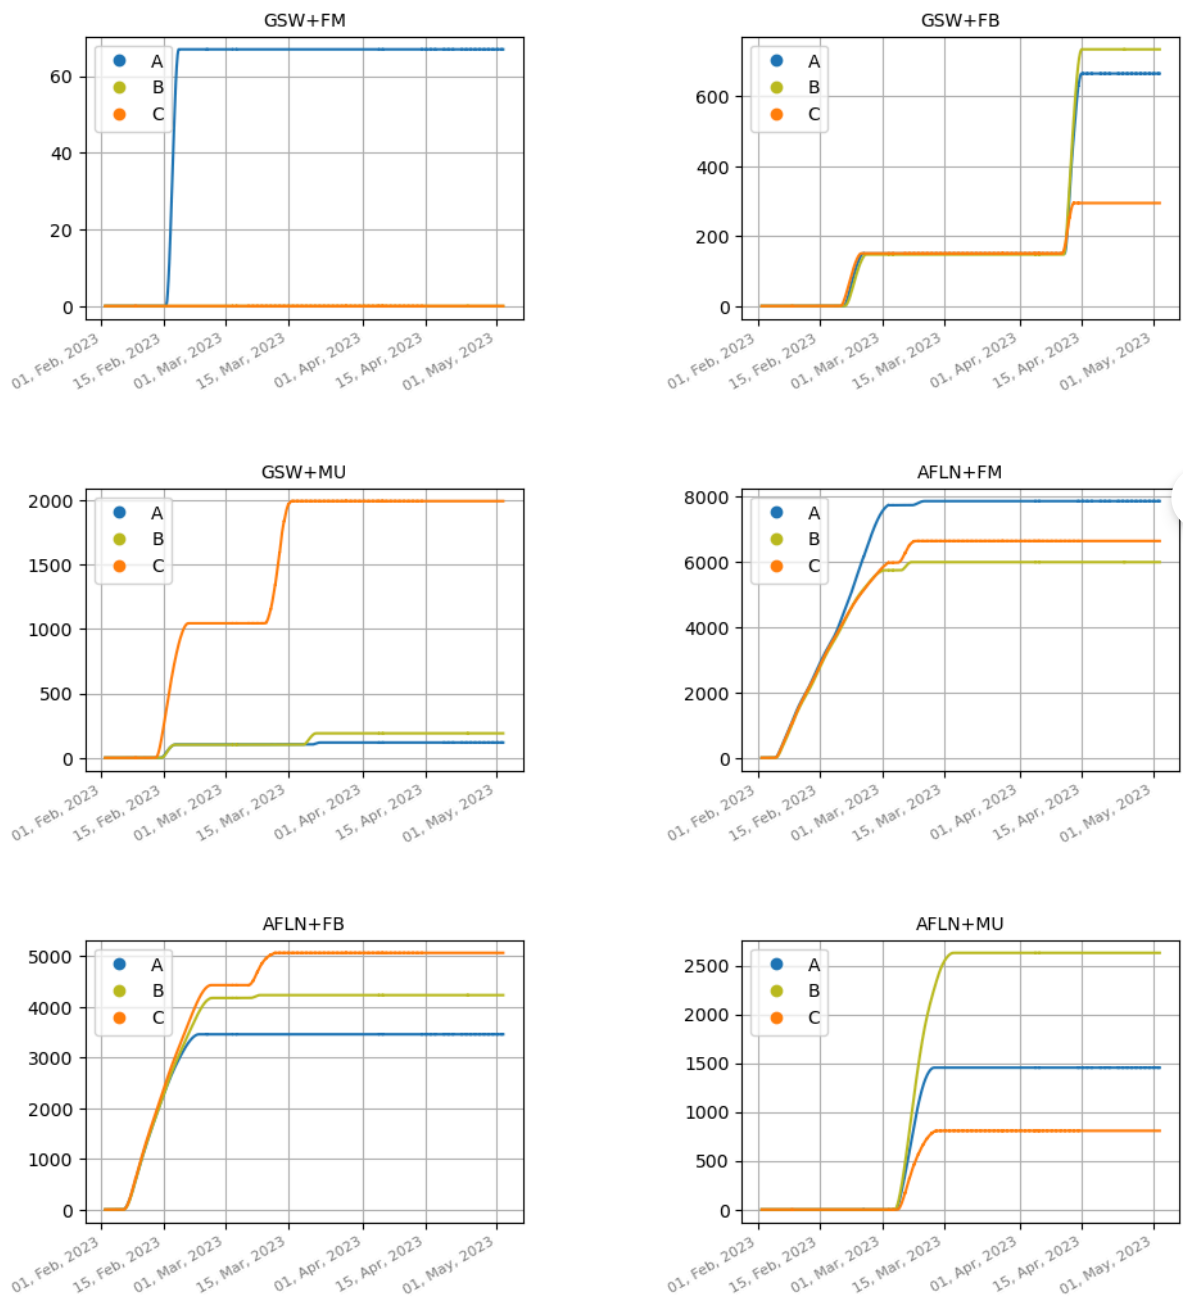 GSW+FM
A
B
C
60
40
20
0
01, Feb, 2023
15, Feb, 2023
01, Mar, 2023
15, Mar, 2023
01, Apr, 2023
15, Apr, 2023
01, May, 2023
GSW+FB
A
B
C
600
400
200
0
01, Feb, 2023
15, Feb, 2023
01, Mar, 2023
15, Mar, 2023
01, Apr, 2023
15, Apr, 2023
01, May, 2023
GSW+MU
A
B
C
2000
1500
1000
500
0
01, Feb, 2023
15, Feb, 2023
01, Mar, 2023
15, Mar, 2023
01, Apr, 2023
15, Apr, 2023
01, May, 2023
AFLN+FM
A
B
C
8000
6000
4000
2000
0
01, Feb, 2023
15, Feb, 2023
01, Mar, 2023
15, Mar, 2023
01, Apr, 2023
15, Apr, 2023
01, May, 2023
AFLN+FB
A
B
C
5000
4000
3000
2000
1000
0
01, Feb, 2023
15, Feb, 2023
01, Mar, 2023
15, Mar, 2023
01, Apr, 2023
15, Apr, 2023
01, May, 2023
AFLN+MU
A
B
C
2500
2000
1500
1000
500
0
01, Feb, 2023
15, Feb, 2023
01, Mar, 2023
15, Mar, 2023
01, Apr, 2023
15, Apr, 2023
01, May, 2023